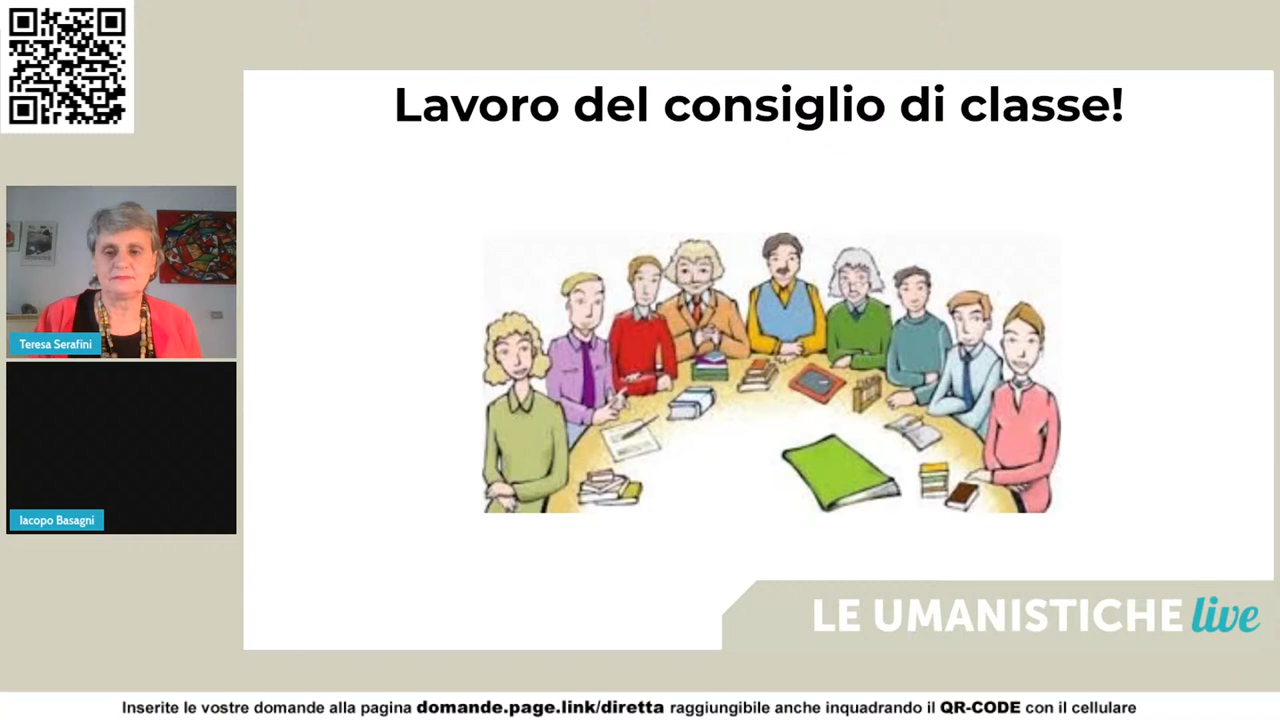 Lavoro del consiglio di classe!
Teresa Serafini
Iacopo Basagni
LE UMANISTICHE live
Inserite le vostre domande alla pagina domande.page.link/diretta raggiungibile anche inquadrando il QR-CODE con il cellulare